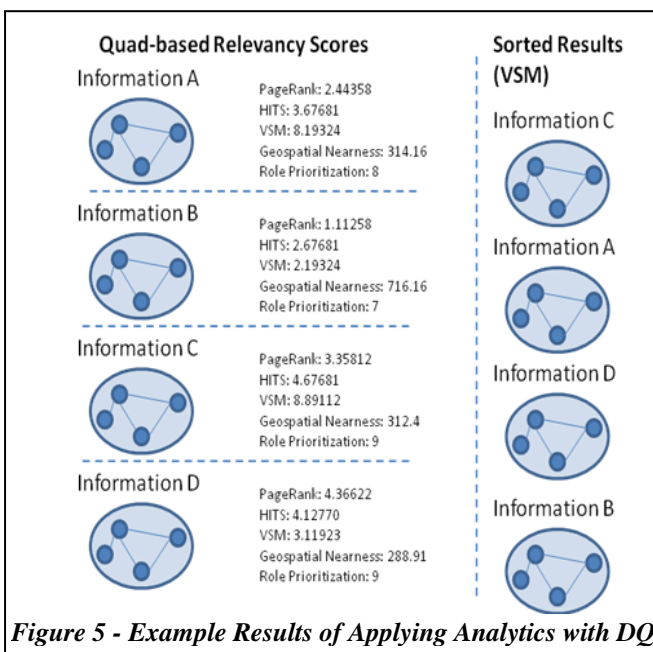 Quad-based Relevancy Scores
Information A
PageRank: 2.44358
HITS: 3.67681
VSM: 8.19324
Geospatial Nearness: 314.16
Role Prioritization: 8
Information B
PageRank: 1.11258
HITS: 2.67681
VSM: 2.19324
Geospatial Nearness: 716.16
Role Prioritization: 7
Information C
PageRank: 3.35812
HITS: 4.67681
VSM: 8.89112
Geospatial Nearness: 312.4
Role Prioritization: 9
Information D
PageRank: 4.36622
HITS: 4.12770
VSM: 3.11923
Geospatial Nearness: 288.91
Role Prioritization: 9
Sorted Results
(VSM)
Information C
Information A
Information D
Information B
Figure 5 - Example Results of Applying Analytics with DQ